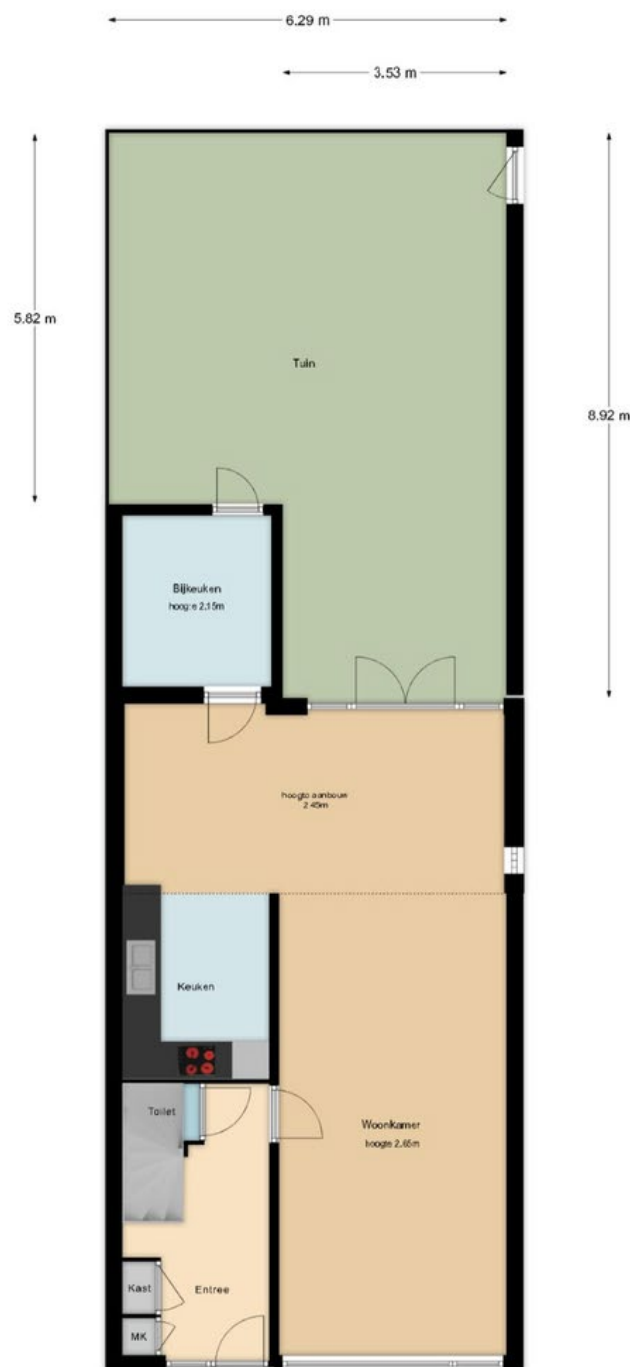 6.29 m
3.53 m
5.82 m
Tuin
8.92 m
Bijkeuken
hoogte 2.15m
hoogte aanbouw
2.45m
Keuken
Toilet
Woonkamer
hoogte 2.65m
Kast
Entree
MK